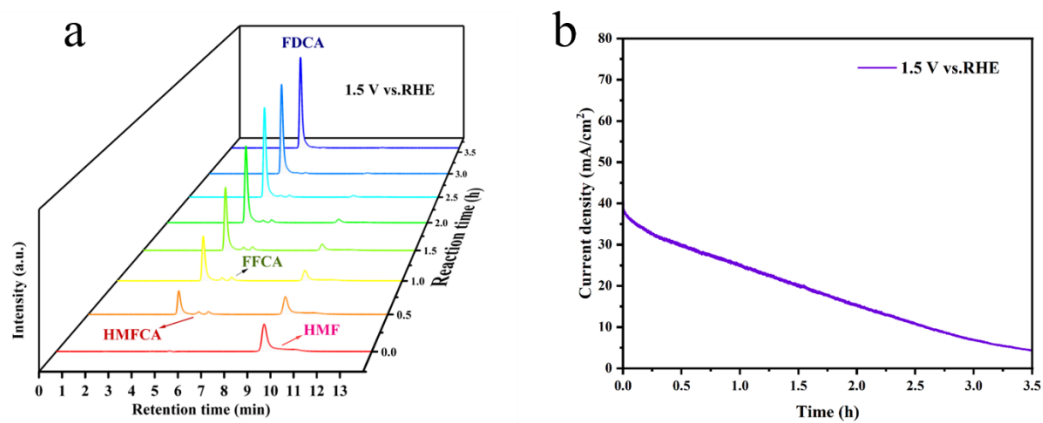 a
FDCA
1.5 V vs.RHE
3.5
3.0
2.5
2.0
1.5
1.0
0.5
0.0
Reaction time (h)
FFCA
HMFCA
HMF
Intensity (a.u.)
0 1 2 3 4 5 6 7 8 9 10 11 12 13
Retention time (min)
b
1.5 V vs.RHE
80
70
60
50
40
30
20
10
0
Current density (mA/cm²)
0.0 0.5 1.0 1.5 2.0 2.5 3.0 3.5
Time (h)